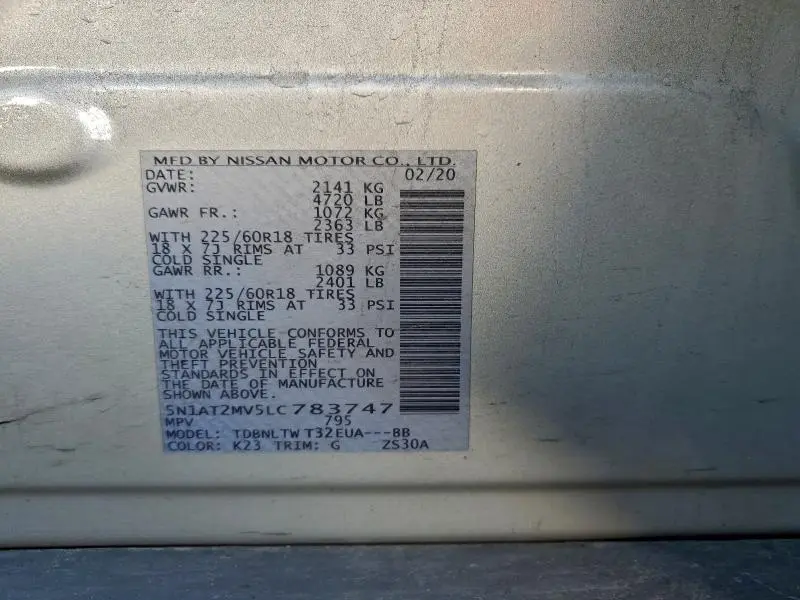 MFD BY NISSAN MOTOR CO., LTD.
DATE: 02/20
GVWR: 2141 KG
4720 LB
GAWR FR.: 1072 KG
2363 LB
WITH 225/60R18 TIRES
18 X 7J RIMS AT 33 PSI
COLD SINGLE
GAWR RR.: 1089 KG
2401 LB
WITH 225/60R18 TIRES
18 X 7J RIMS AT 33 PSI
COLD SINGLE
THIS VEHICLE CONFORMS TO
ALL APPLICABLE FEDERAL
MOTOR VEHICLE SAFETY AND
THEFT PREVENTION
STANDARDS IN EFFECT ON
THE DATE OF MANUFACTURE
SHOWN ABOVE.
5N1AT2MV5LC783747
MPV 795
MODEL: TDBNLTW T32EUA---BB
COLOR: K23 TRIM: G ZS30A